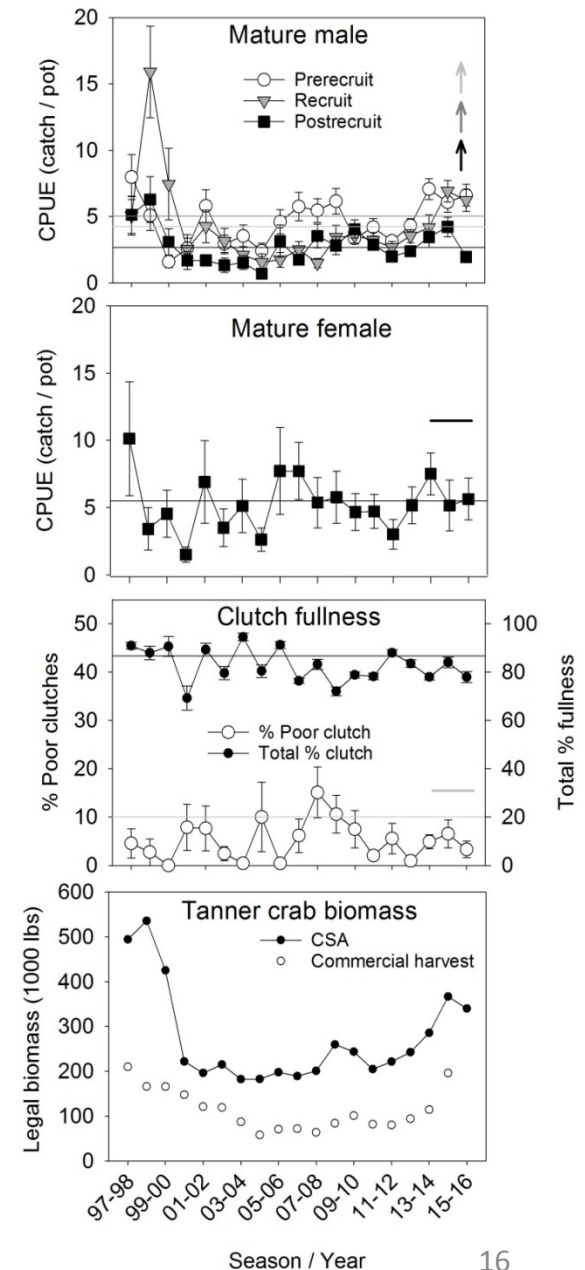 Mature male
Prerecruit
Recruit
Postrecruit
CPUE (catch / pot)
20
15
10
5
0
Mature female
CPUE (catch / pot)
20
15
10
5
0
Clutch fullness
% Poor clutch
Total % clutch
% Poor clutches
50
40
30
20
10
0
Total % fullness
100
80
60
40
20
0
Tanner crab biomass
CSA
Commercial harvest
Legal biomass (1000 lbs)
600
500
400
300
200
100
0
97-98
99-00
01-02
03-04
05-06
07-08
09-10
11-12
13-14
15-16
Season / Year
16